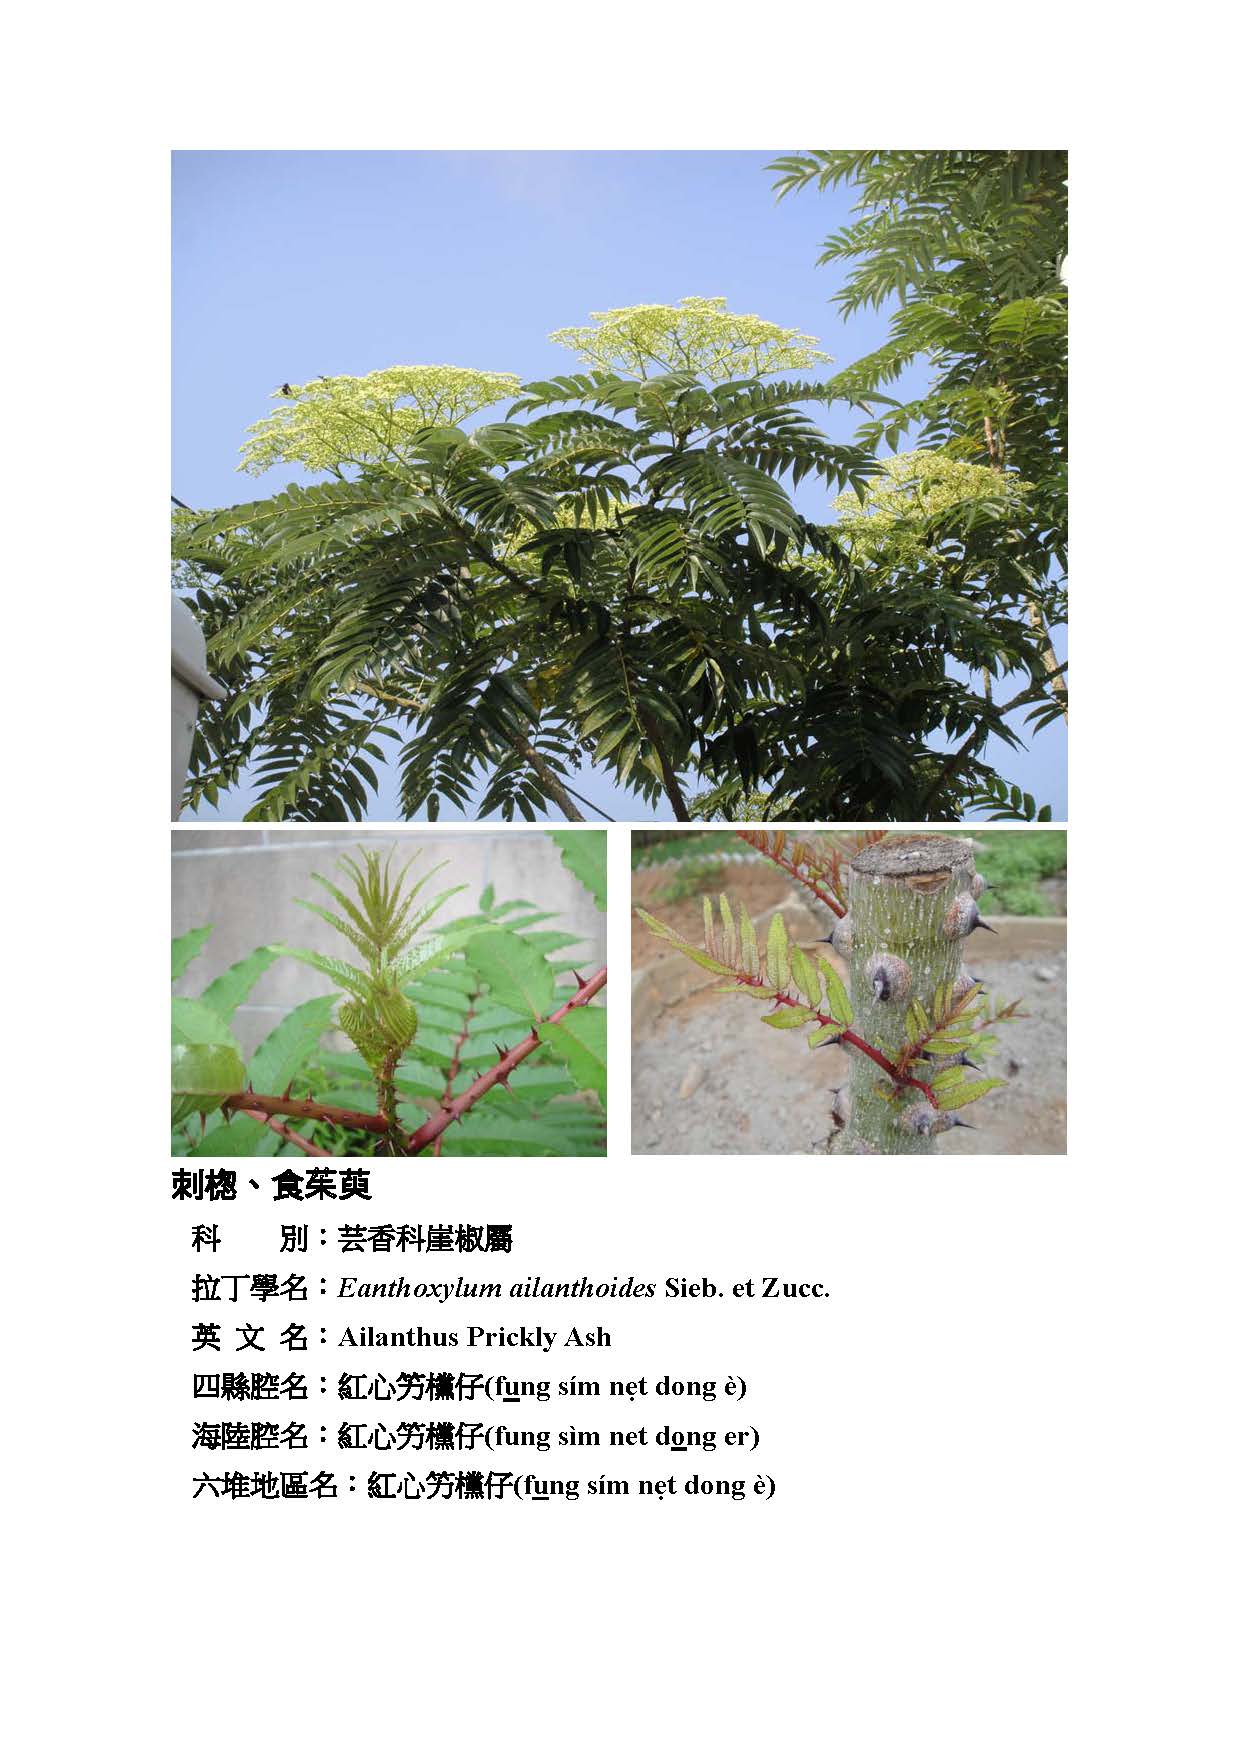 刺楤、食茱萸
科　　別：芸香科崖椒屬
拉丁學名：Eanthoxylum ailanthoides Sieb. et Zucc.
英 文 名：Ailanthus Prickly Ash
四縣腔名：紅心竻欓仔(fung sím nẹt dong è)
海陸腔名：紅心竻欓仔(fung sìm net dong er)
六堆地區名：紅心竻欓仔(fung sím nẹt dong è)